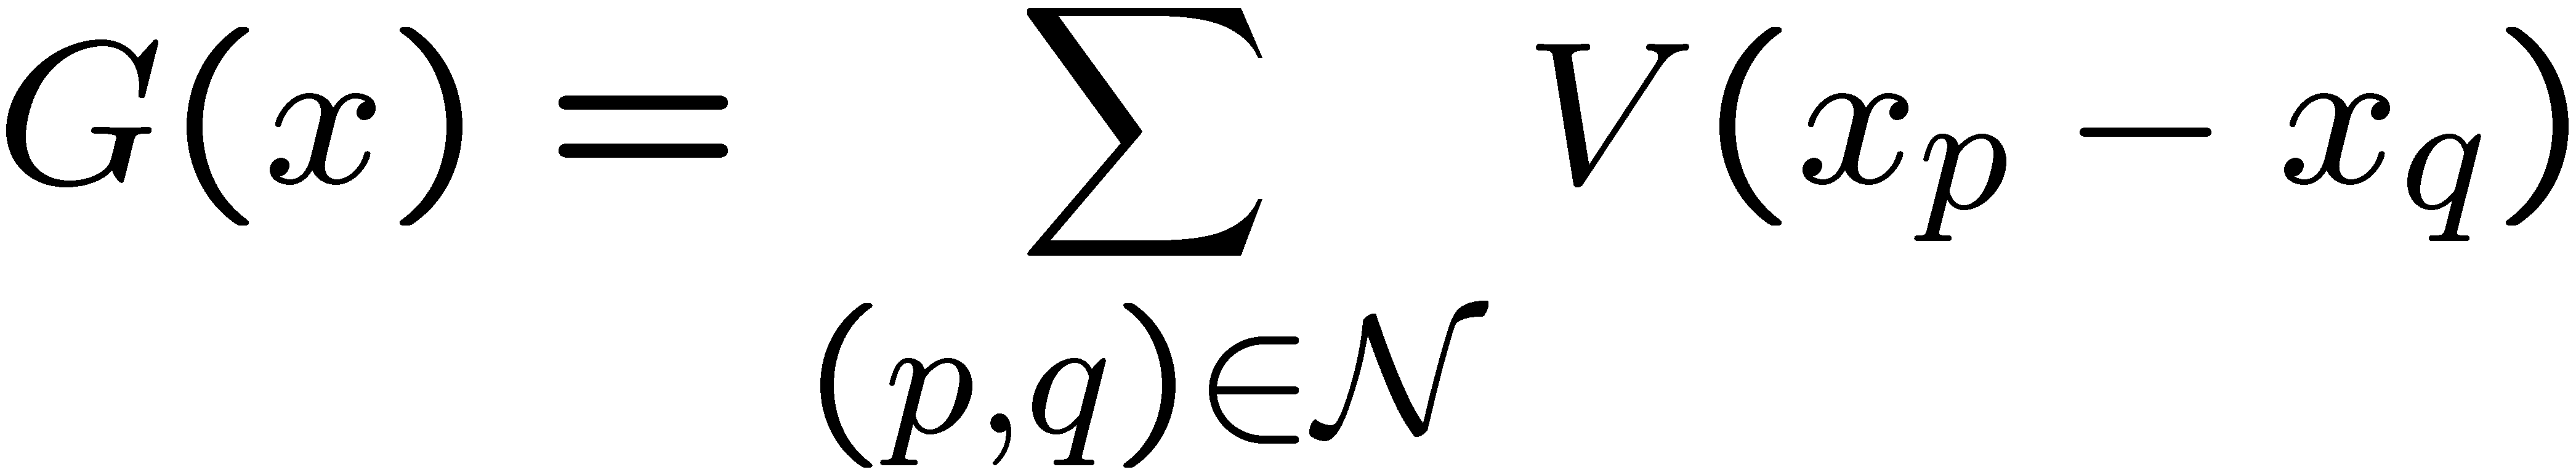 G(x) = ∑ V(x_p − x_q)
(p,q)∈𝒩